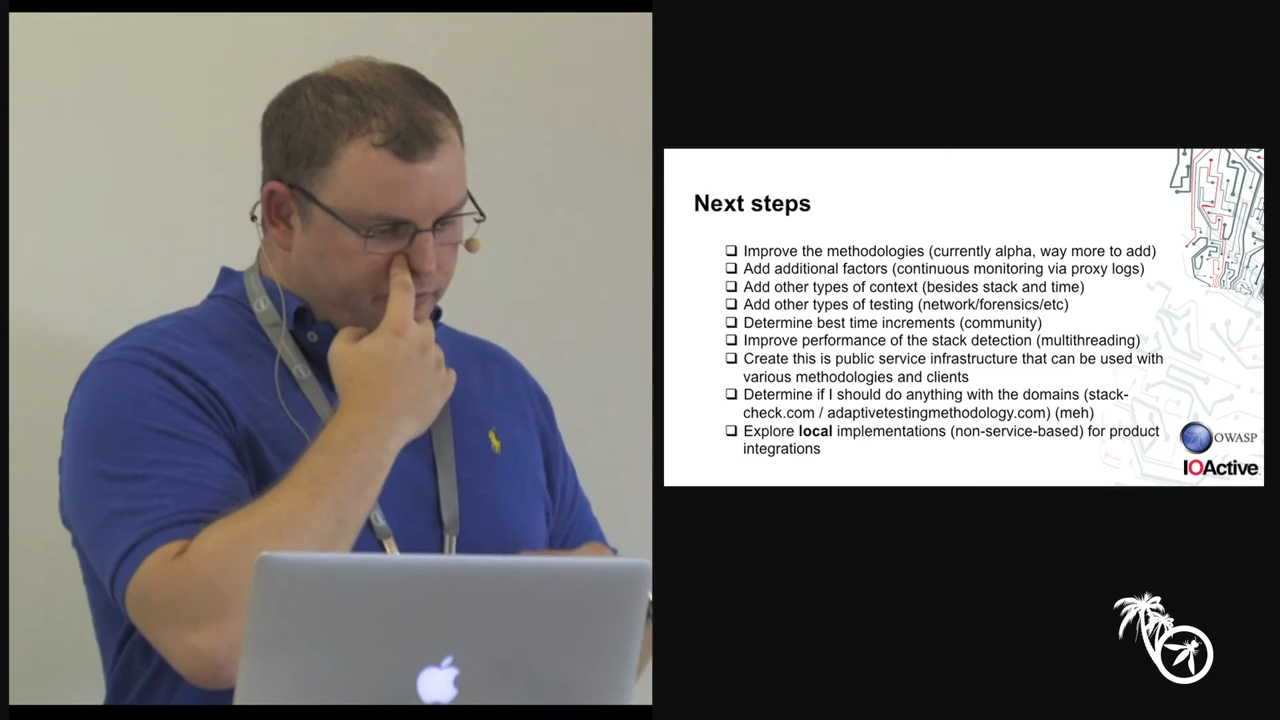 Next steps
❑ Improve the methodologies (currently alpha, way more to add)
❑ Add additional factors (continuous monitoring via proxy logs)
❑ Add other types of context (besides stack and time)
❑ Add other types of testing (network/forensics/etc)
❑ Determine best time increments (community)
❑ Improve performance of the stack detection (multithreading)
❑ Create this is public service infrastructure that can be used with
various methodologies and clients
❑ Determine if I should do anything with the domains (stack-
check.com / adaptivetestingmethodology.com) (meh)
❑ Explore local implementations (non-service-based) for product
integrations
OWASP
IOActive